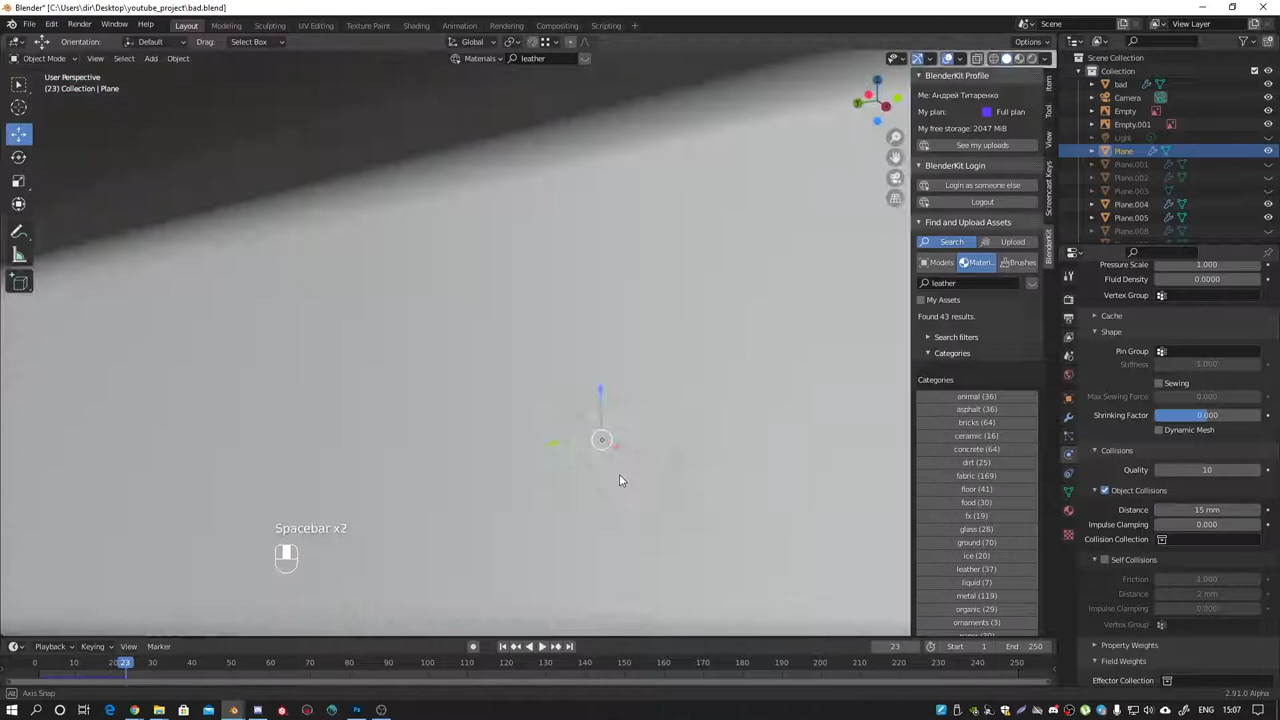 Blender* [C:\Users\dir\Desktop\youtube_project\bad.blend]
File Edit Render Window Help Layout Modeling Sculpting UV Editing Texture Paint Shading Animation Rendering Compositing Scripting + Scene View Layer
Orientation: Default Drag: Select Box Global Options
Object Mode View Select Add Object Materials leather
User Perspective
(23) Collection | Plane
Spacebar x2
BlenderKit Profile
Me: Андрей Титаренко
My plan: Full plan
My free storage: 2047 MiB
See my uploads
BlenderKit Login
Login as someone else
Logout
Find and Upload Assets
Search Upload
Models Materi... Brushes
leather
My Assets
Found 43 results.
Search filters
Categories
Categories
animal (36)
asphalt (36)
bricks (64)
ceramic (16)
concrete (64)
dirt (25)
fabric (169)
floor (41)
food (30)
fx (19)
glass (28)
ground (70)
ice (20)
leather (37)
liquid (7)
metal (119)
organic (29)
ornaments (3)
Item
Tool
View
Screencast Keys
BlenderKit
Scene Collection
Collection
bad
Camera
Empty
Empty.001
Light
Plane
Plane.001
Plane.002
Plane.003
Plane.004
Plane.005
Plane.008
Pressure Scale 1.000
Fluid Density 0.0000
Vertex Group
Cache
Shape
Pin Group
Stiffness 1.000
Sewing
Max Sewing Force 0.000
Shrinking Factor 0.000
Dynamic Mesh
Collisions
Quality 10
Object Collisions
Distance 15 mm
Impulse Clamping 0.000
Collision Collection
Self Collisions
Friction 1.000
Distance 2 mm
Impulse Clamping 0.000
Vertex Group
Property Weights
Field Weights
Effector Collection
Playback Keying View Marker 23 Start 1 End 250
0 10 23 30 40 50 60 70 80 90 100 110 120 130 140 150 160 170 180 190 200 210 220 230 240 250
Axis Snap 2.91.0 Alpha
ENG 15:07